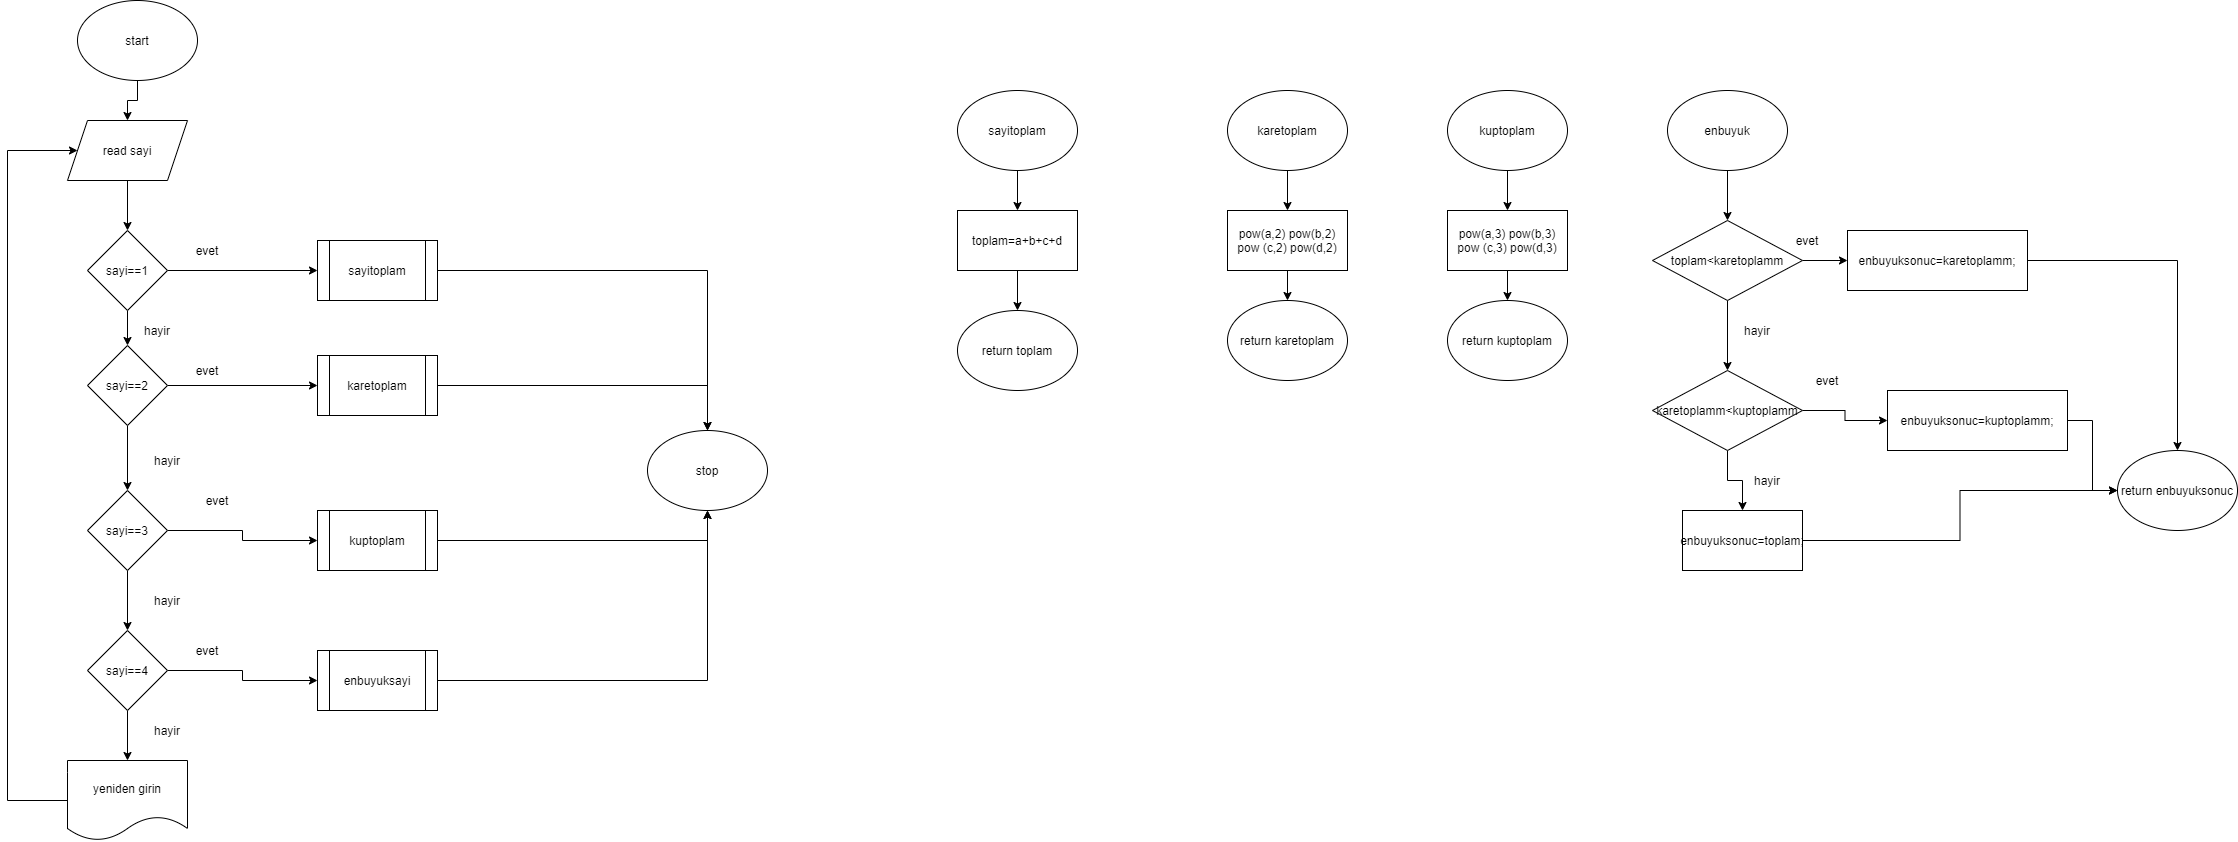 start
read sayi
sayi==1
evet
sayitoplam
hayir
sayi==2
evet
karetoplam
hayir
sayi==3
evet
kuptoplam
hayir
sayi==4
evet
enbuyuksayi
hayir
yeniden girin
stop
sayitoplam
toplam=a+b+c+d
return toplam
karetoplam
pow(a,2) pow(b,2)
pow (c,2) pow(d,2)
return karetoplam
kuptoplam
pow(a,3) pow(b,3)
pow (c,3) pow(d,3)
return kuptoplam
enbuyuk
toplam<karetoplamm
evet
enbuyuksonuc=karetoplamm;
hayir
karetoplamm<kuptoplamm
evet
enbuyuksonuc=kuptoplamm;
hayir
enbuyuksonuc=toplam;
return enbuyuksonuc